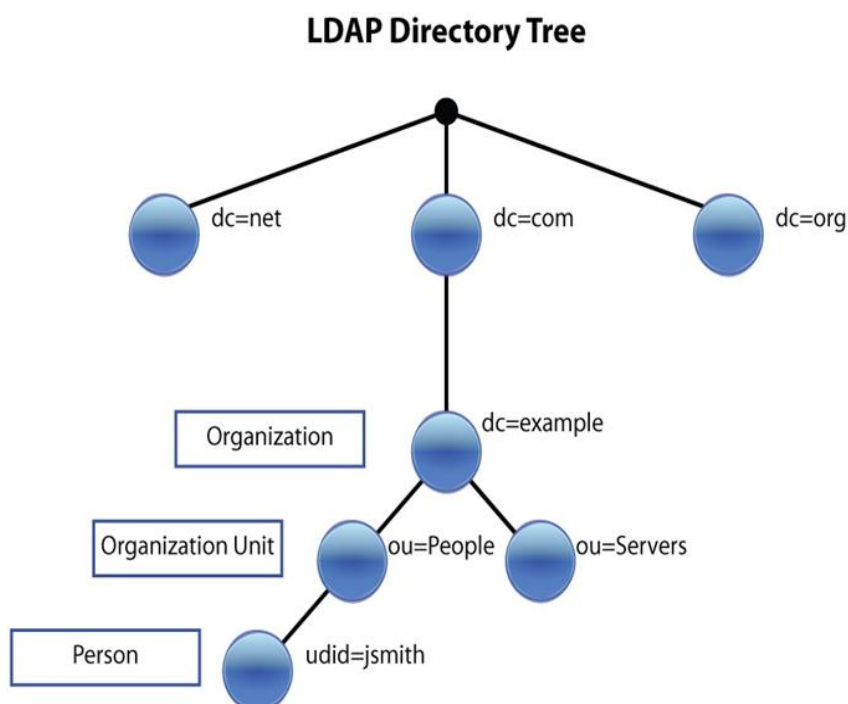 LDAP Directory Tree
dc=net
dc=com
dc=org
dc=example
Organization
Organization Unit
ou=People
ou=Servers
Person
udid=jsmith